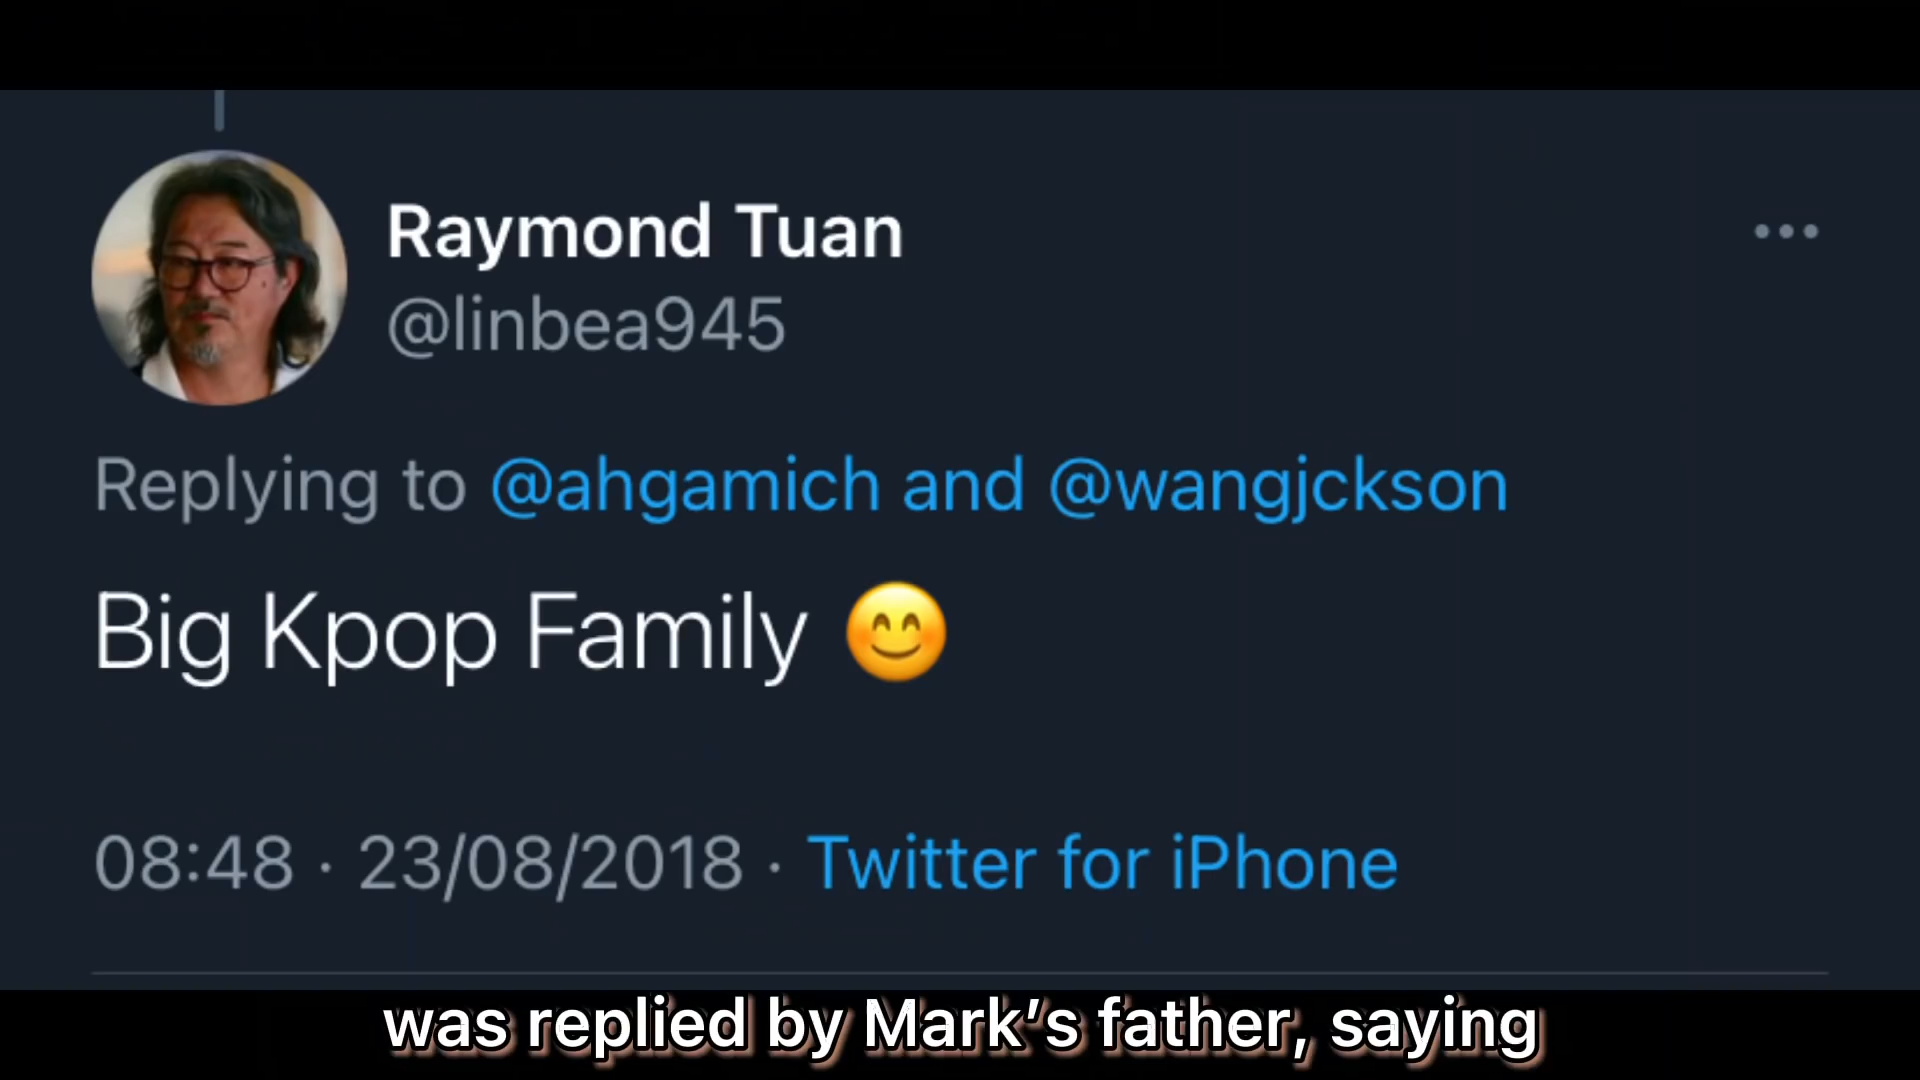 Raymond Tuan
@linbea945
Replying to @ahgamich and @wangjckson
Big Kpop Family 😊
08:48 · 23/08/2018 · Twitter for iPhone
was replied by Mark’s father, saying